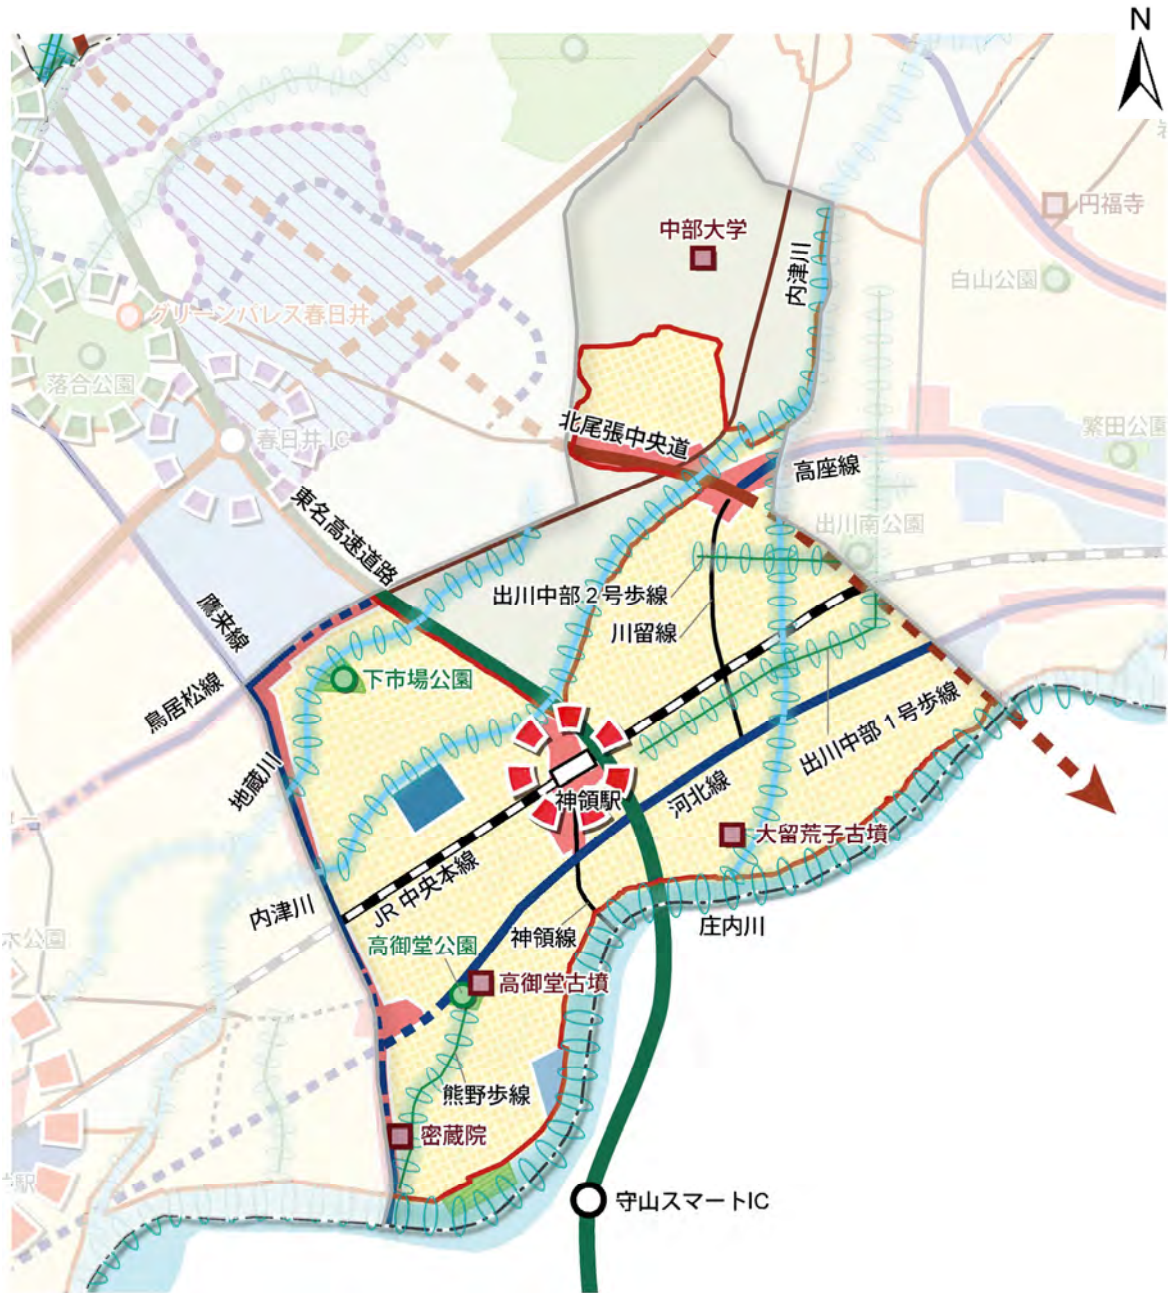 N
円福寺
中部大学
内津川
白山公園
グリーンパレス春日井
落合公園
北尾張中央道
繁田公園
春日井IC
高座線
東名高速道路
出川南公園
出川中部2号歩線
鷹来線
川留線
下市場公園
鳥居松線
出川中部1号歩線
地蔵川
神領駅
河北線
大留荒子古墳
JR中央本線
内津川
庄内川
神領線
木公園
高御堂公園
高御堂古墳
熊野歩線
密蔵院
駅
守山スマートIC